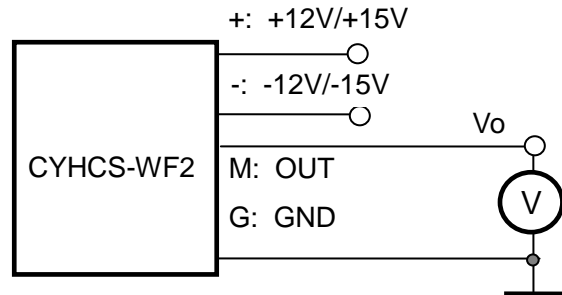 +: +12V/+15V
-: -12V/-15V
Vo
CYHCS-WF2
M: OUT
V
G: GND